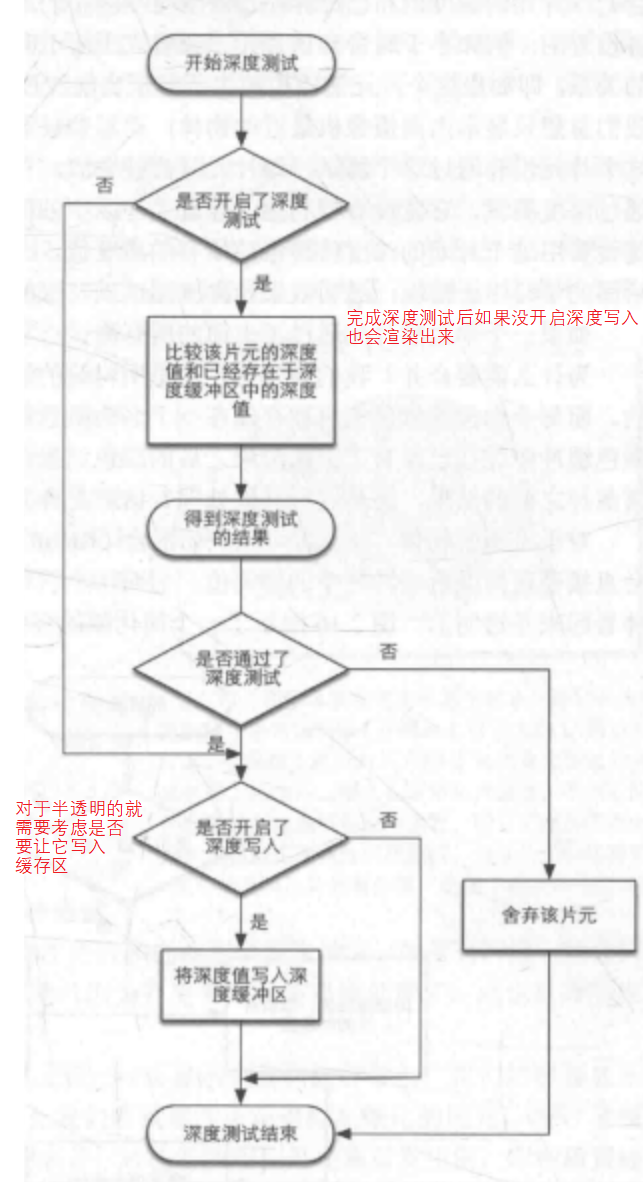 开始深度测试
否
是否开启了深度
测试
是
完成深度测试后如果没开启深度写入
也会渲染出来
比较该片元的深度
值和已经存在于深
度缓冲区中的深度
值
得到深度测试
的结果
是否通过了
深度测试
否
是
对于半透明的就
需要考虑是否
要让它写入
缓存区
是否开启了
深度写入
否
舍弃该片元
是
将深度值写入深
度缓冲区
深度测试结束